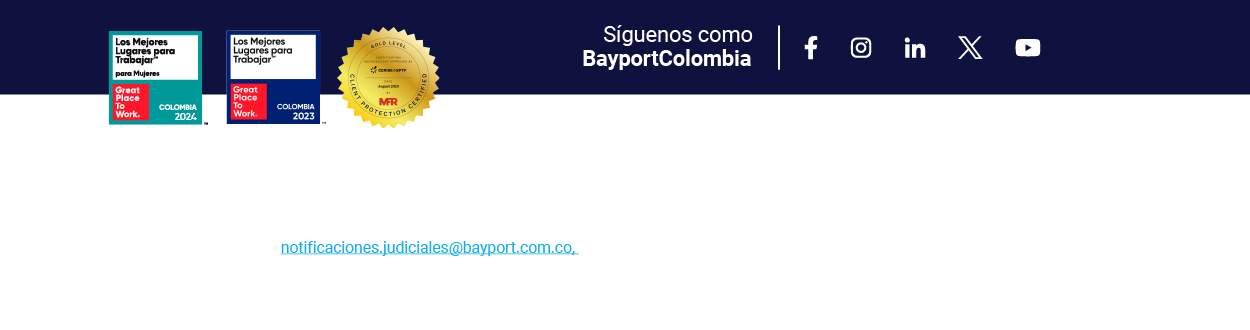 Los Mejores
Lugares para
Trabajar™
para Mujeres
Great
Place
To
Work.
COLOMBIA
2024
™
Los Mejores
Lugares para
Trabajar™
Great
Place
To
Work.
COLOMBIA
2023
™
GOLD LEVEL
CERISE+SPTF
August 2023
MFR
CLIENT PROTECTION CERTIFIED
Síguenos como
BayportColombia
notificaciones.judiciales@bayport.com.co,